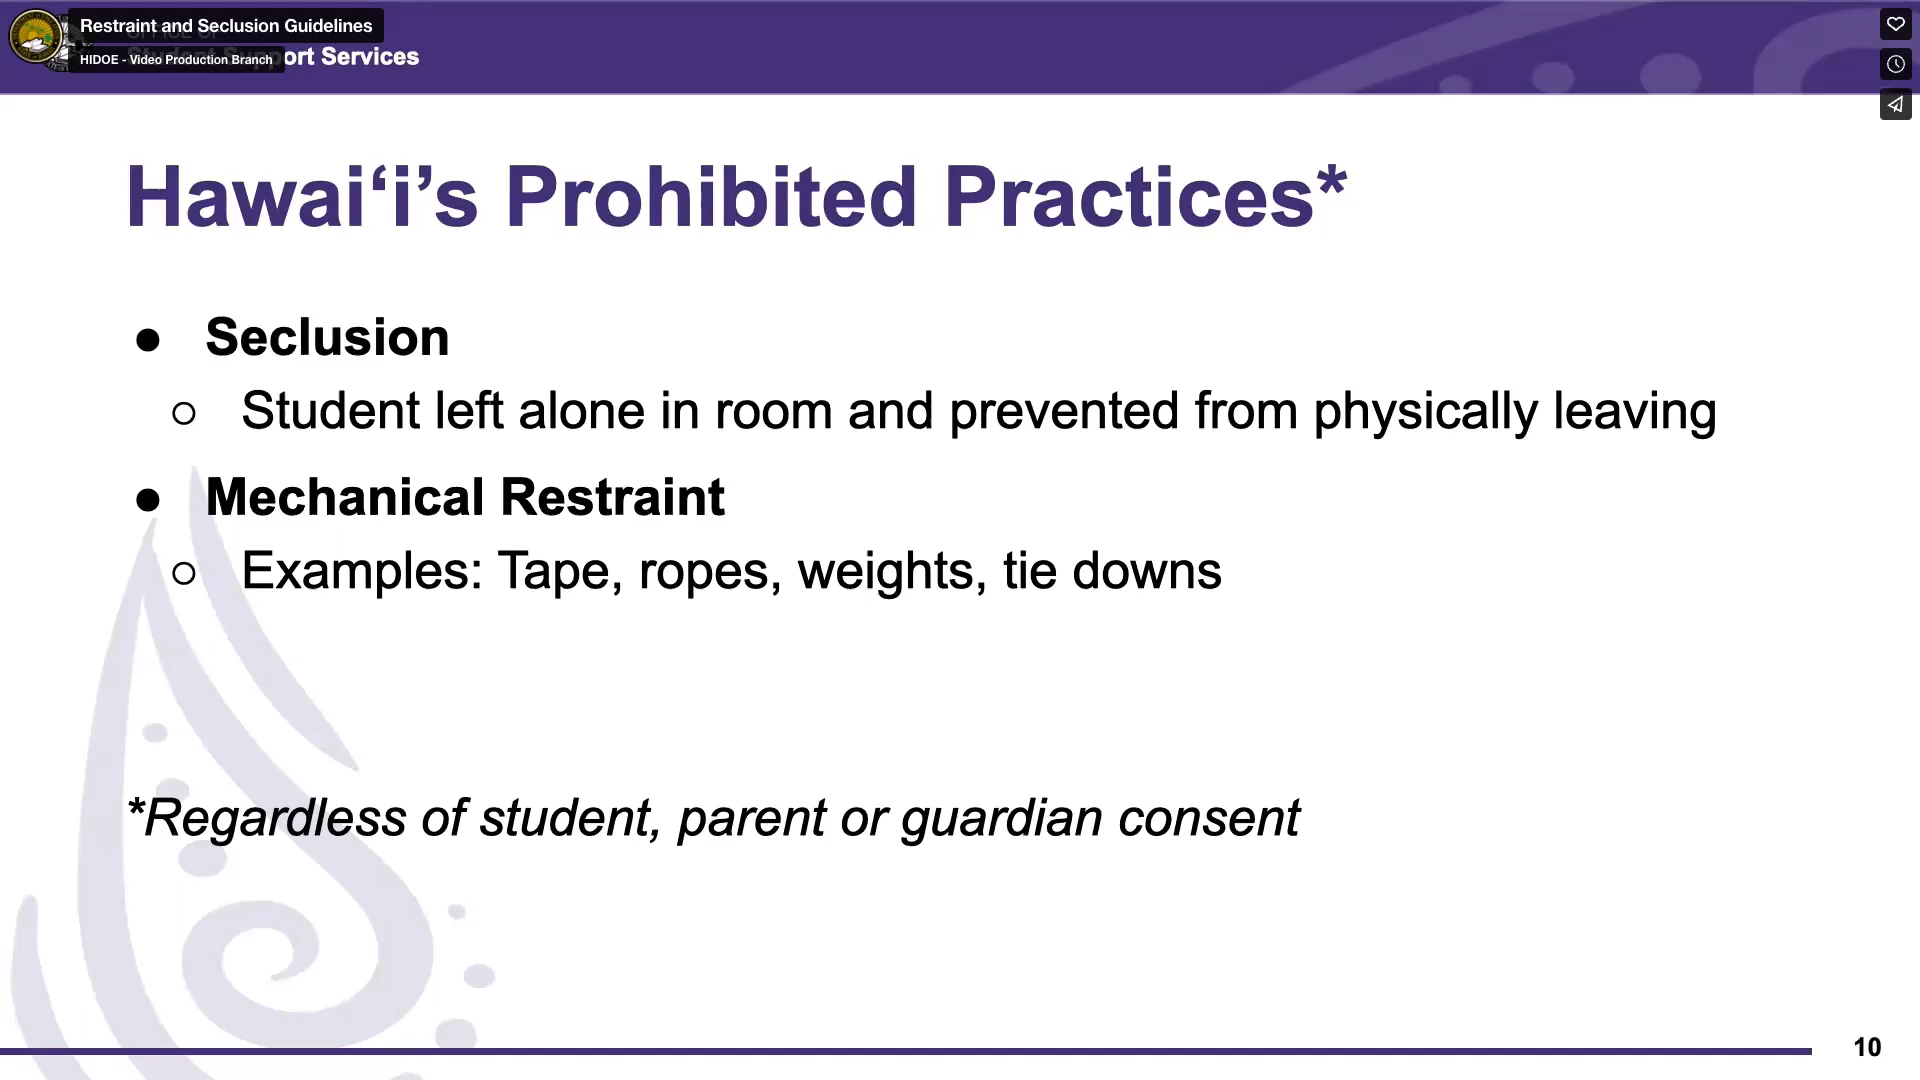 Restraint and Seclusion Guidelines
HIDOE - Video Production Branch
Student Support Services
Hawaiʻi’s Prohibited Practices*
● Seclusion
○ Student left alone in room and prevented from physically leaving
● Mechanical Restraint
○ Examples: Tape, ropes, weights, tie downs
*Regardless of student, parent or guardian consent
10